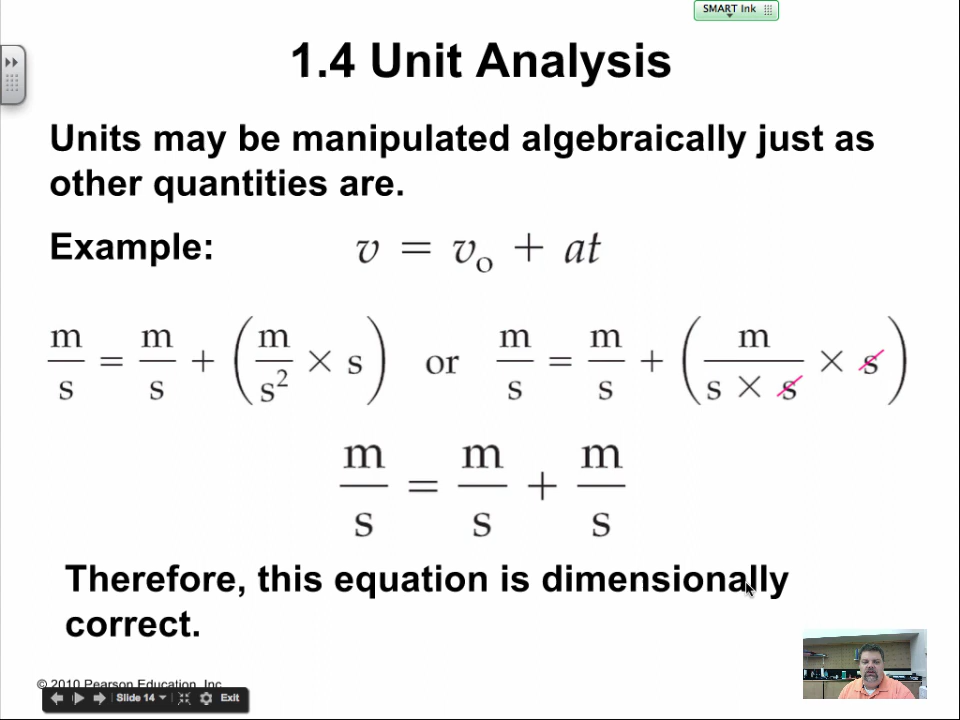 SMART Ink
1.4 Unit Analysis
Units may be manipulated algebraically just as
other quantities are.
Example: v = v₀ + at
m/s = m/s + (m/s² × s) or m/s = m/s + (m/(s × s) × s)
m/s = m/s + m/s
Therefore, this equation is dimensionally
correct.
© 2010 Pearson Education, Inc.
Slide 14 Exit